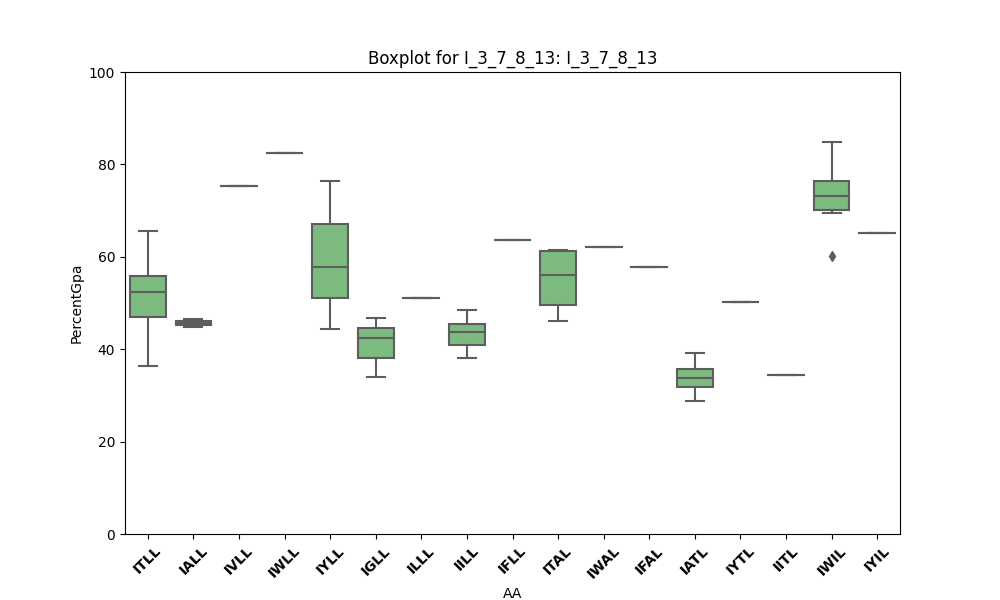 Boxplot for I_3_7_8_13: I_3_7_8_13
100
80
60
40
20
0
PercentGpa
ITLL
IALL
IVLL
IWLL
IYLL
IGLL
ILLL
IILL
IFLL
ITAL
IWAL
IFAL
IATL
IYTL
IITL
IWIL
IYIL
AA